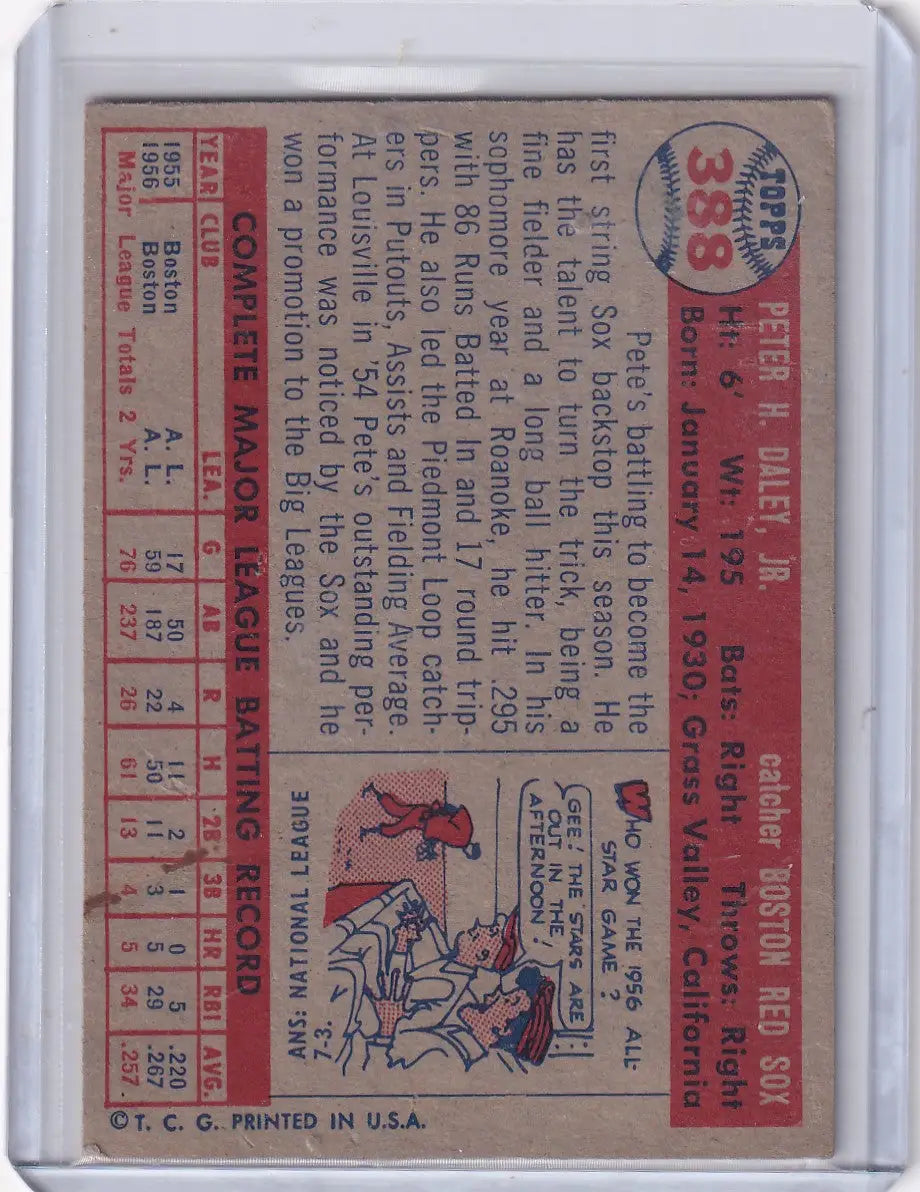 TOPPS
388
PETER H. DALEY, JR.
catcher BOSTON RED SOX
Ht: 6' Wt: 195 Bats: Right Throws: Right
Born: January 14, 1930; Grass Valley, California
Pete's battling to become the
first string Sox backstop this season. He
has the talent to turn the trick, being a
fine fielder and a long ball hitter. In his
sophomore year at Roanoke, he hit .295
with 86 Runs Batted In and 17 round trip-
pers. He also led the Piedmont Loop catch-
ers in Putouts, Assists and Fielding Average.
At Louisville in '54 Pete's outstanding per-
formance was noticed by the Sox and he
won a promotion to the Big Leagues.
WHO WON THE 1956 ALL-
STAR GAME ?
GEE! THE STARS ARE
OUT IN THE
AFTERNOON!
ANS: NATIONAL LEAGUE
7-3.
COMPLETE MAJOR LEAGUE BATTING RECORD
YEAR CLUB LEA. G AB R H 2B 3B HR RBI AVG.
1955 Boston A. L. 17 50 4 11 2 1 0 5 .220
1956 Boston A. L. 59 187 22 50 11 3 5 29 .267
Major League Totals 2 Yrs. 76 237 26 61 13 4 5 34 .257
© T. C. G. PRINTED IN U.S.A.